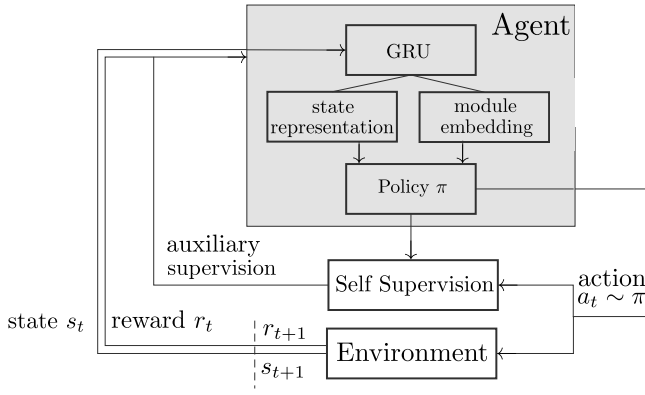 Agent
GRU
state
representation
module
embedding
Policy π
auxiliary
supervision
Self Supervision
action
a_t ∼ π
state s_t
reward r_t
r_{t+1}
s_{t+1}
Environment